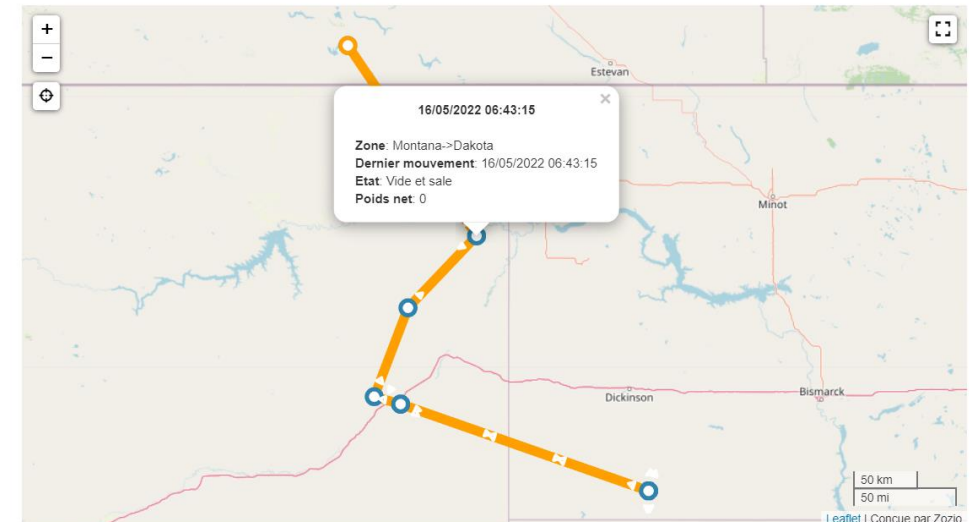 +
−
Estevan
×
16/05/2022 06:43:15
Zone: Montana->Dakota
Dernier mouvement: 16/05/2022 06:43:15
Etat: Vide et sale
Poids net: 0
Minot
Dickinson
Bismarck
50 km
50 mi
Leaflet | Conçue par Zozio